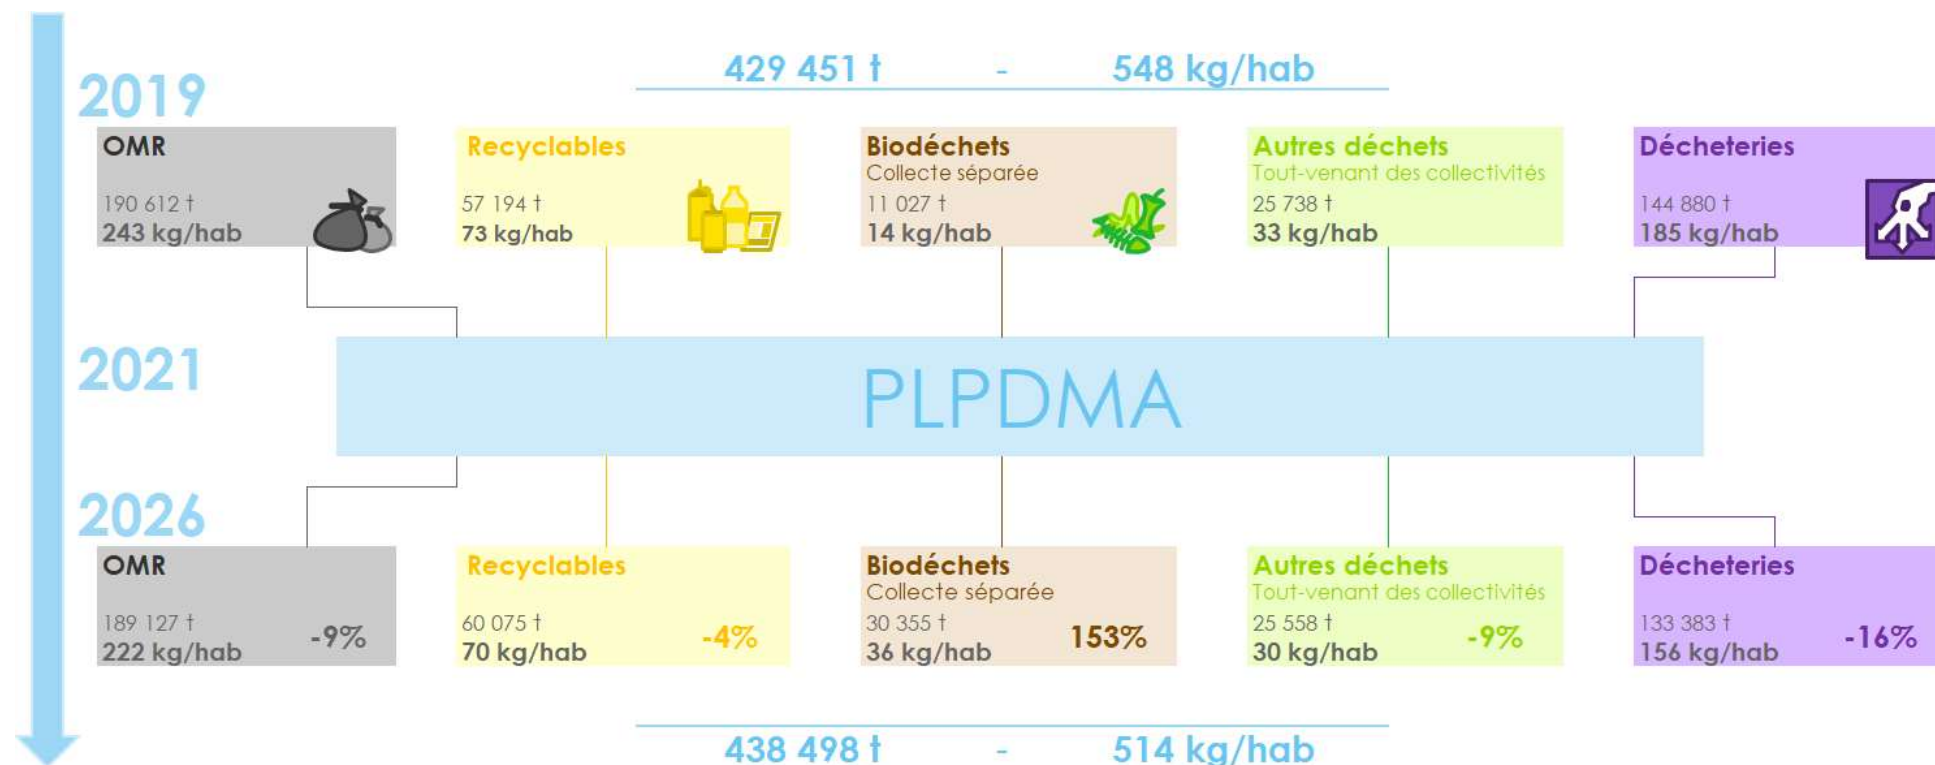 2019
429 451 t - 548 kg/hab
OMR
190 612 t
243 kg/hab
Recyclables
57 194 t
73 kg/hab
Biodéchets
Collecte séparée
11 027 t
14 kg/hab
Autres déchets
Tout-venant des collectivités
25 738 t
33 kg/hab
Décheteries
144 880 t
185 kg/hab
2021
PLPDMA
2026
OMR
189 127 t
222 kg/hab
-9%
Recyclables
60 075 t
70 kg/hab
-4%
Biodéchets
Collecte séparée
30 355 t
36 kg/hab
153%
Autres déchets
Tout-venant des collectivités
25 558 t
30 kg/hab
-9%
Décheteries
133 383 t
156 kg/hab
-16%
438 498 t - 514 kg/hab